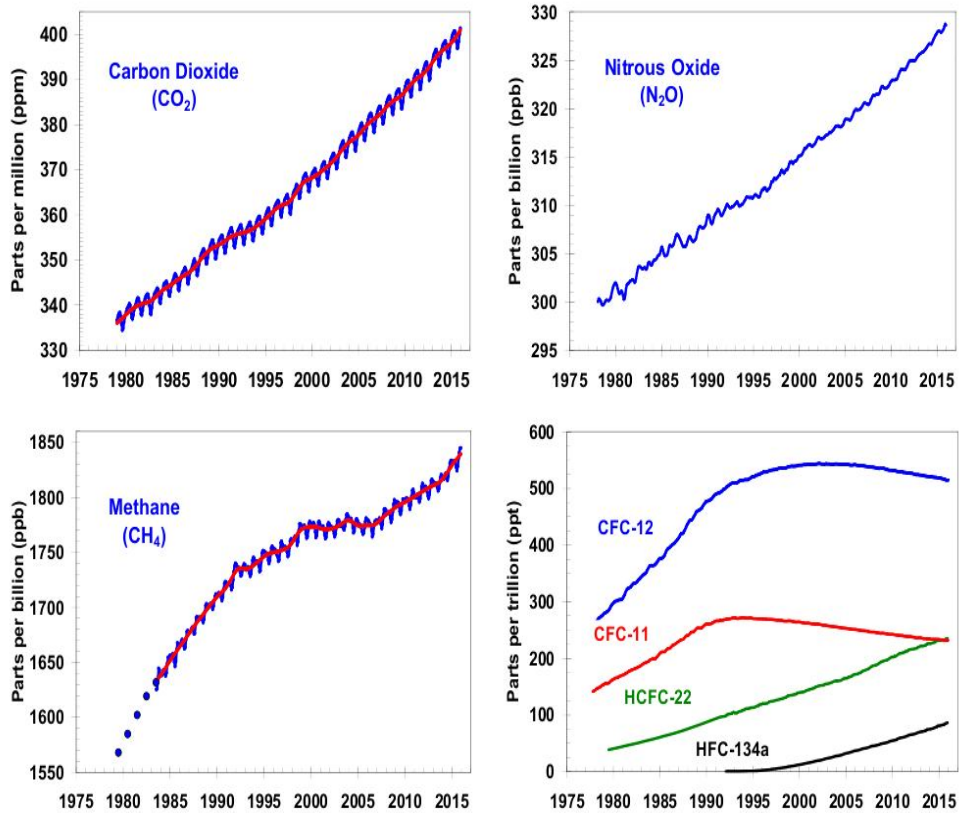 400
390
380
370
360
350
340
330
Parts per million (ppm)
Carbon Dioxide
(CO₂)
1975 1980 1985 1990 1995 2000 2005 2010 2015
330
325
320
315
310
305
300
295
Parts per billion (ppb)
Nitrous Oxide
(N₂O)
1975 1980 1985 1990 1995 2000 2005 2010 2015
1850
1800
1750
1700
1650
1600
1550
Parts per billion (ppb)
Methane
(CH₄)
1975 1980 1985 1990 1995 2000 2005 2010 2015
600
500
400
300
200
100
0
Parts per trillion (ppt)
CFC-12
CFC-11
HCFC-22
HFC-134a
1975 1980 1985 1990 1995 2000 2005 2010 2015